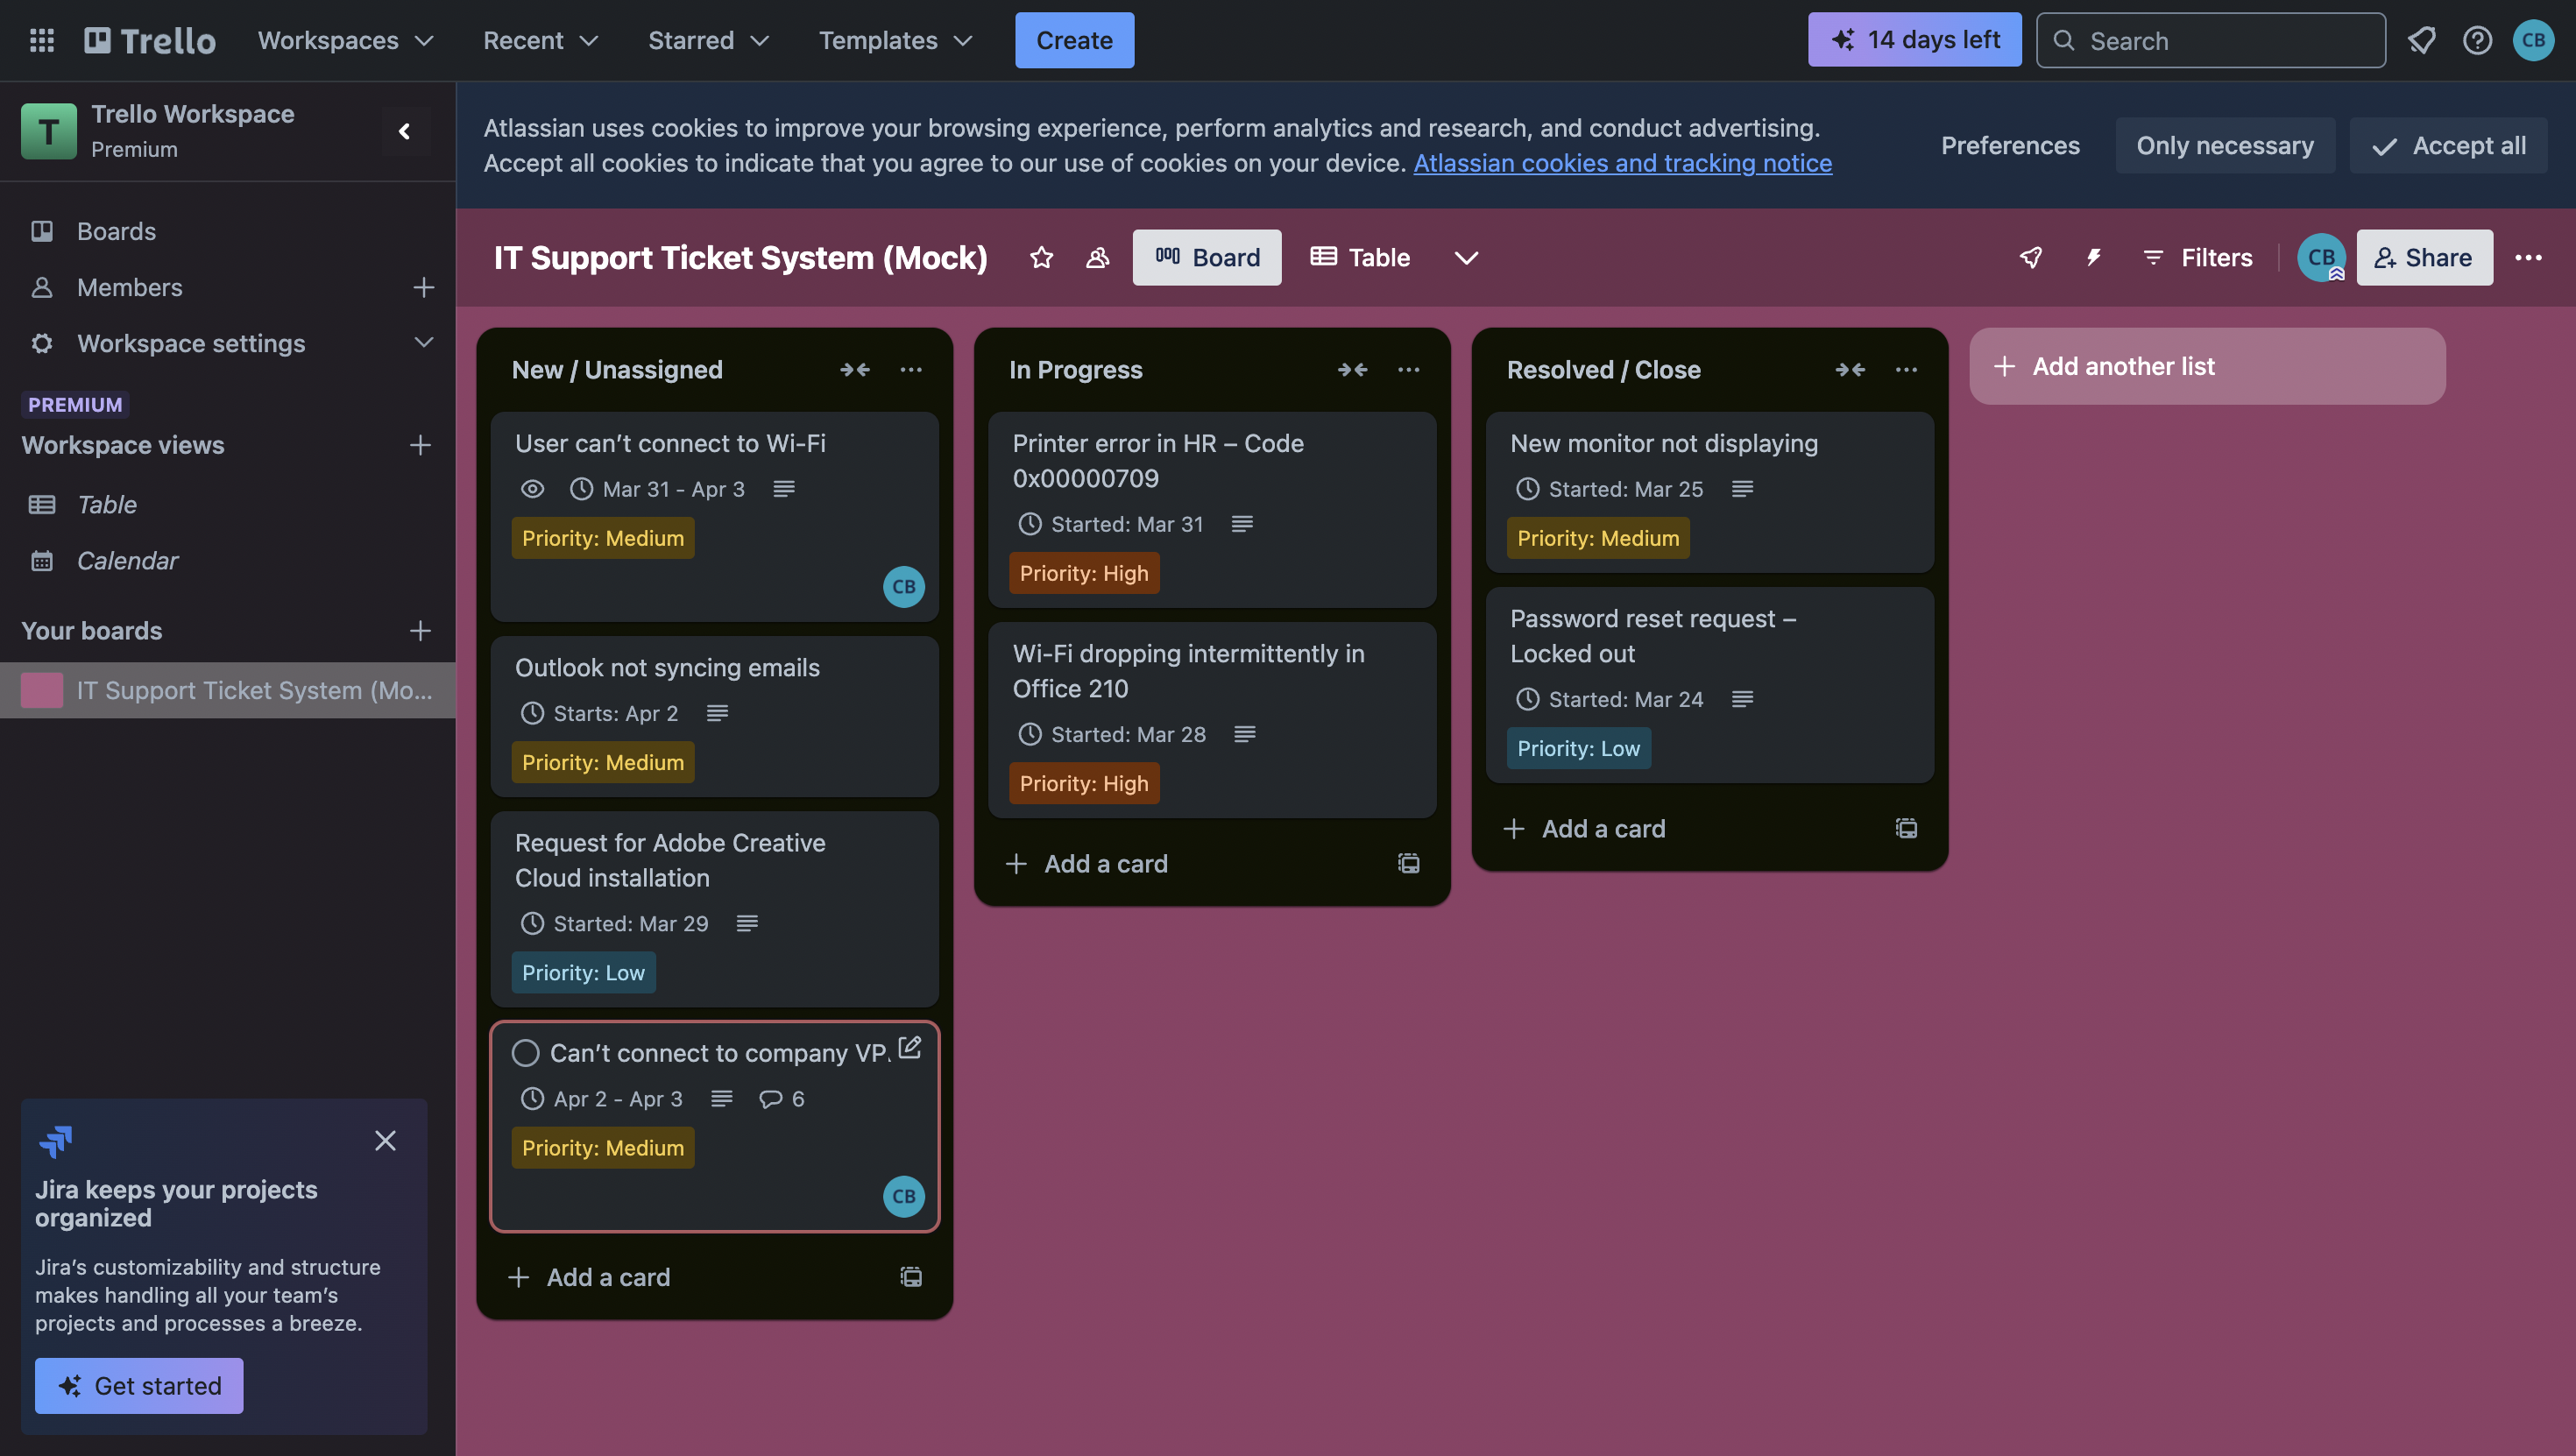 Trello
Workspaces
Recent
Starred
Templates
Create
14 days left
Search
CB
T
Trello Workspace
Premium
Boards
Members
Workspace settings
PREMIUM
Workspace views
Table
Calendar
Your boards
IT Support Ticket System (Mo...
Jira keeps your projects
organized
Jira’s customizability and structure
makes handling all your team’s
projects and processes a breeze.
Get started
Atlassian uses cookies to improve your browsing experience, perform analytics and research, and conduct advertising.
Accept all cookies to indicate that you agree to our use of cookies on your device. Atlassian cookies and tracking notice
Preferences
Only necessary
Accept all
IT Support Ticket System (Mock)
Board
Table
Filters
CB
Share
New / Unassigned
User can’t connect to Wi-Fi
Mar 31 - Apr 3
Priority: Medium
CB
Outlook not syncing emails
Starts: Apr 2
Priority: Medium
Request for Adobe Creative
Cloud installation
Started: Mar 29
Priority: Low
Can’t connect to company VP.
Apr 2 - Apr 3
6
Priority: Medium
CB
Add a card
In Progress
Printer error in HR – Code
0x00000709
Started: Mar 31
Priority: High
Wi-Fi dropping intermittently in
Office 210
Started: Mar 28
Priority: High
Add a card
Resolved / Close
New monitor not displaying
Started: Mar 25
Priority: Medium
Password reset request –
Locked out
Started: Mar 24
Priority: Low
Add a card
Add another list